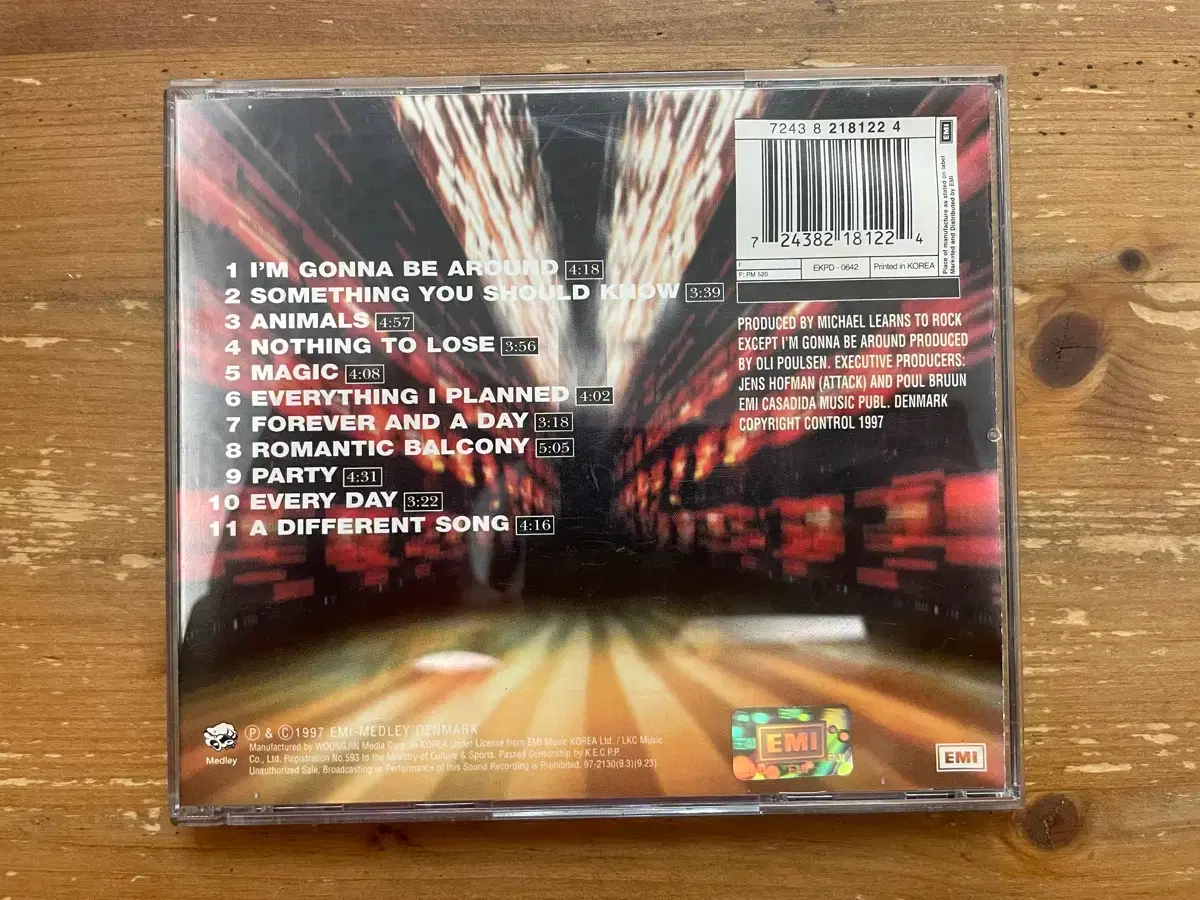 7243 8 218122 4
EMI
Place of manufacture as stated on label
Marketed and Distributed by EMI
7 24382 18122 4
I
F: PM 520
EKPD - 0642
Printed in KOREA
1 I'M GONNA BE AROUND 4:18
2 SOMETHING YOU SHOULD KNOW 3:39
3 ANIMALS 4:57
4 NOTHING TO LOSE 3:56
5 MAGIC 4:08
6 EVERYTHING I PLANNED 4:02
7 FOREVER AND A DAY 3:18
8 ROMANTIC BALCONY 5:05
9 PARTY 4:31
10 EVERY DAY 3:22
11 A DIFFERENT SONG 4:16
PRODUCED BY MICHAEL LEARNS TO ROCK
EXCEPT I'M GONNA BE AROUND PRODUCED
BY OLI POULSEN. EXECUTIVE PRODUCERS:
JENS HOFMAN (ATTACK) AND POUL BRUUN
EMI CASADIDA MUSIC PUBL. DENMARK
COPYRIGHT CONTROL 1997
Medley
Ⓟ & ©1997 EMI-MEDLEY DENMARK
Manufactured by WOONGJIN Media Corp. in KOREA Under License from EMI Music KOREA Ltd. / LKC Music
Co., Ltd. Registration No.593 to the Ministry of Culture & Sports. Passed Censorship by K.E.C.P.P.
Unauthorized Sale, Broadcasting or Performance of this Sound Recording is Prohibited. 97-2130(9.3)(9.23)
EMI
EMI
EMI
EMI